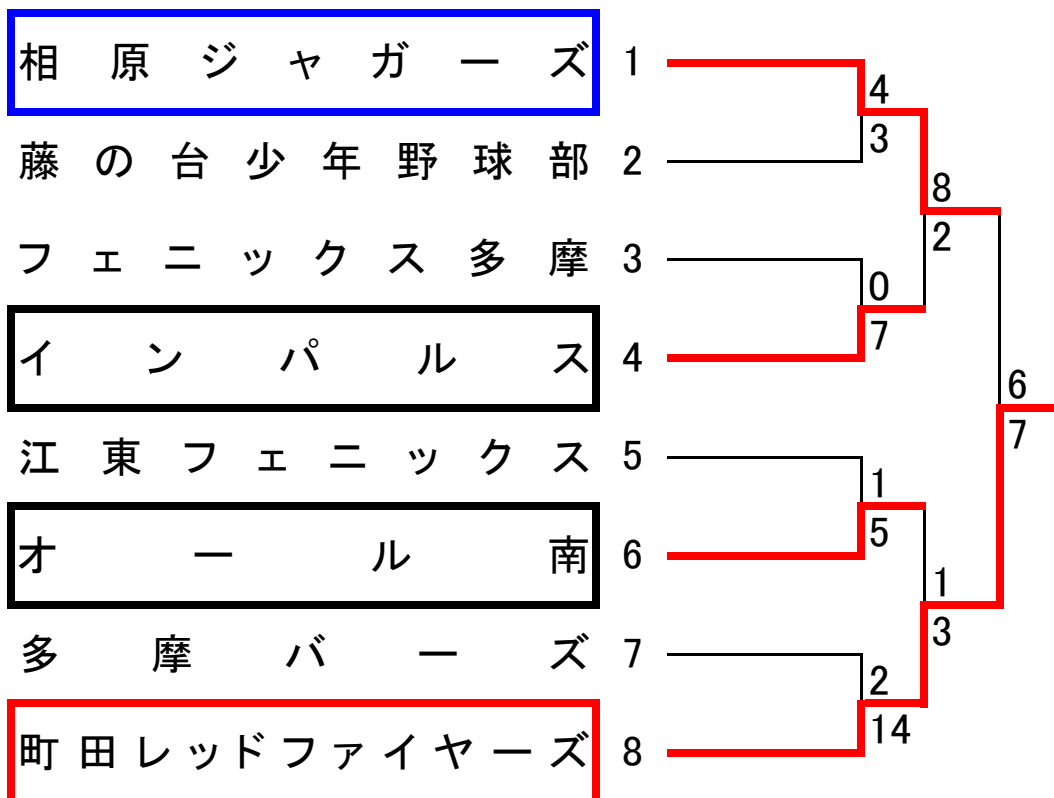 相原ジャガーズ 1
4
藤の台少年野球部 2
3
8
2
フェニックス多摩 3
0
インパルス 4
7
6
7
江東フェニックス 5
1
オール南 6
5
1
3
多摩バーズ 7
2
町田レッドファイヤーズ 8
14